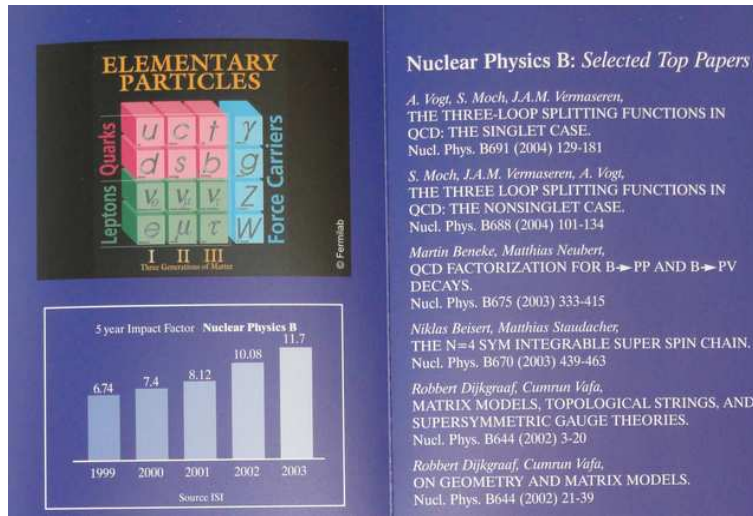 ELEMENTARY
PARTICLES
Quarks
Leptons
Force Carriers
u c t γ
d s b g
νe νμ ντ Z
e μ τ W
I II III
Three Generations of Matter
© Fermilab
5 year Impact Factor Nuclear Physics B
6.74 7.4 8.12 10.08 11.7
1999 2000 2001 2002 2003
Source ISI
Nuclear Physics B: Selected Top Papers
A. Vogt, S. Moch, J.A.M. Vermaseren,
THE THREE-LOOP SPLITTING FUNCTIONS IN
QCD: THE SINGLET CASE.
Nucl. Phys. B691 (2004) 129-181
S. Moch, J.A.M. Vermaseren, A. Vogt,
THE THREE LOOP SPLITTING FUNCTIONS IN
QCD: THE NONSINGLET CASE.
Nucl. Phys. B688 (2004) 101-134
Martin Beneke, Matthias Neubert,
QCD FACTORIZATION FOR B→PP AND B→PV
DECAYS.
Nucl. Phys. B675 (2003) 333-415
Niklas Beisert, Matthias Staudacher,
THE N=4 SYM INTEGRABLE SUPER SPIN CHAIN.
Nucl. Phys. B670 (2003) 439-463
Robbert Dijkgraaf, Cumrun Vafa,
MATRIX MODELS, TOPOLOGICAL STRINGS, AND
SUPERSYMMETRIC GAUGE THEORIES.
Nucl. Phys. B644 (2002) 3-20
Robbert Dijkgraaf, Cumrun Vafa,
ON GEOMETRY AND MATRIX MODELS.
Nucl. Phys. B644 (2002) 21-39